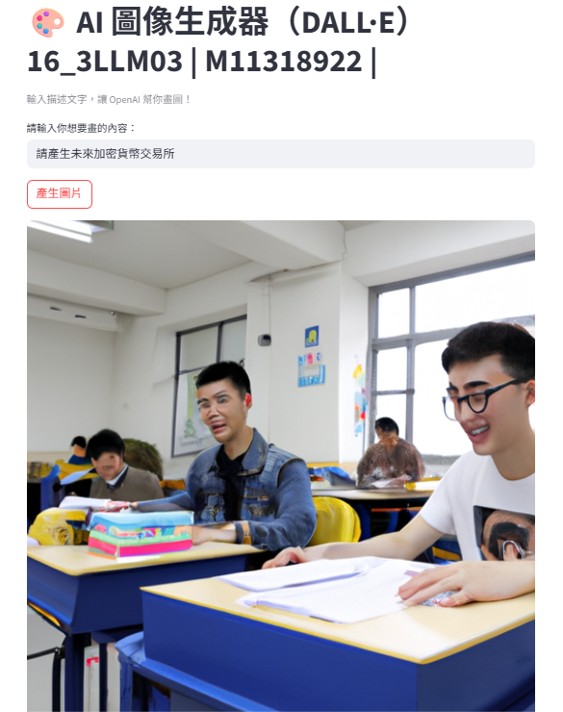 🎨 AI 圖像生成器（DALL·E）
16_3LLM03 | M11318922 |
輸入描述文字，讓 OpenAI 幫你畫圖！
請輸入你想要畫的內容：
請產生未來加密貨幣交易所
產生圖片